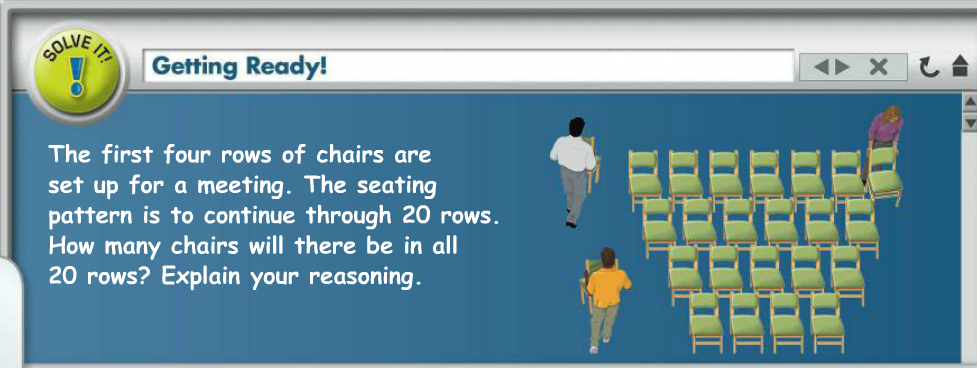 SOLVE IT!
Getting Ready!
The first four rows of chairs are
set up for a meeting. The seating
pattern is to continue through 20 rows.
How many chairs will there be in all
20 rows? Explain your reasoning.